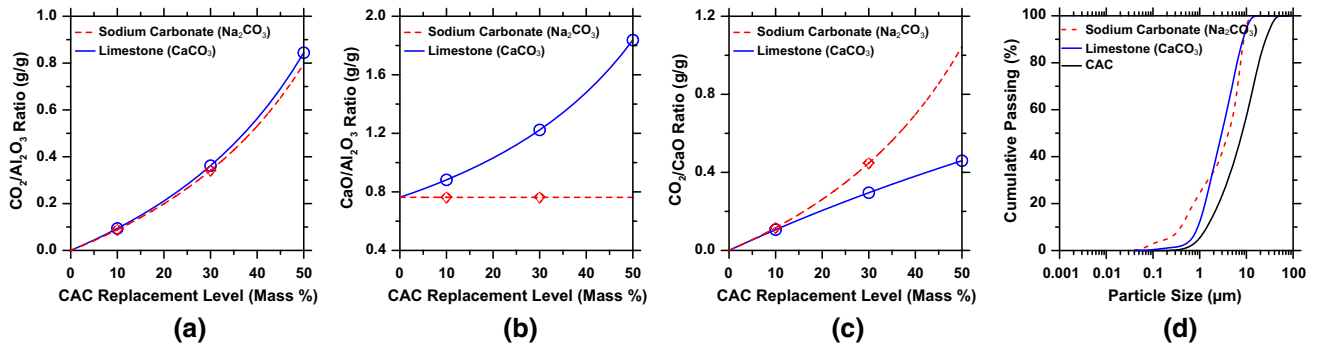 CO₂/Al₂O₃ Ratio (g/g)
1.0
0.8
0.6
0.4
0.2
0.0
Sodium Carbonate (Na₂CO₃)
Limestone (CaCO₃)
0 10 20 30 40 50
CAC Replacement Level (Mass %)
(a)
CaO/Al₂O₃ Ratio (g/g)
2.0
1.6
1.2
0.8
0.4
Sodium Carbonate (Na₂CO₃)
Limestone (CaCO₃)
0 10 20 30 40 50
CAC Replacement Level (Mass %)
(b)
CO₂/CaO Ratio (g/g)
1.2
0.9
0.6
0.3
0.0
Sodium Carbonate (Na₂CO₃)
Limestone (CaCO₃)
0 10 20 30 40 50
CAC Replacement Level (Mass %)
(c)
Cumulative Passing (%)
100
80
60
40
20
0
Sodium Carbonate (Na₂CO₃)
Limestone (CaCO₃)
CAC
0.001 0.01 0.1 1 10 100
Particle Size (µm)
(d)